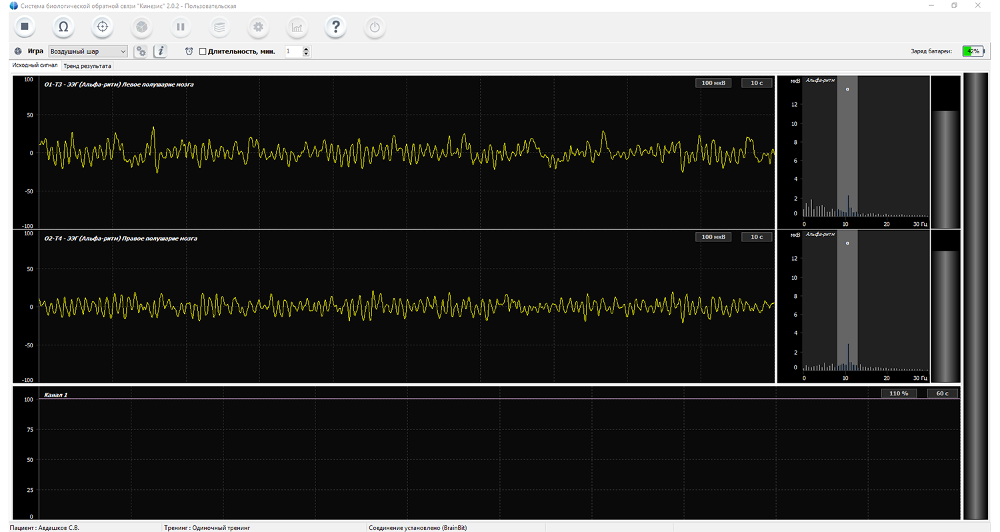 Система биологической обратной связи "Кинезис" 2.0.2 - Пользовательская
Ω
?
Игра Воздушный шар i Длительность, мин. 1 Заряд батареи: 42%
Исходный сигнал Тренд результата
O1-T3 - ЭЭГ (Альфа-ритм) Левое полушарие мозга 100 мкВ 10 с
100
50
0
-50
-100
мкВ Альфа-ритм
α
12
10
8
6
4
2
0
0 10 20 30 Гц
O2-T4 - ЭЭГ (Альфа-ритм) Правое полушарие мозга 100 мкВ 10 с
100
50
0
-50
-100
мкВ Альфа-ритм
α
12
10
8
6
4
2
0
0 10 20 30 Гц
Канал 1 110 % 60 с
100
75
50
25
0
Пациент : Авдашков С.В. Тренинг : Одиночный тренинг Соединение установлено (BrainBit)